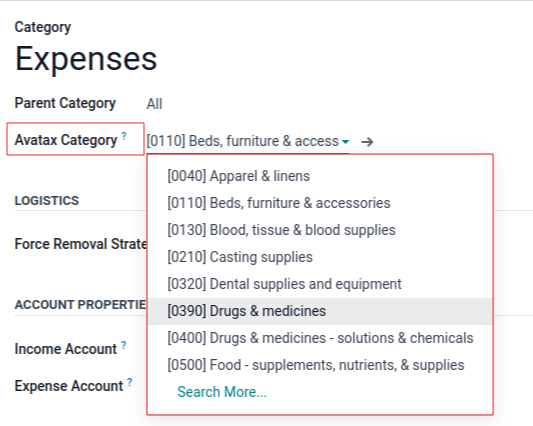 Category
Expenses
Parent Category All
Avatax Category ? [0110] Beds, furniture & access
[0040] Apparel & linens
LOGISTICS
[0110] Beds, furniture & accessories
[0130] Blood, tissue & blood supplies
Force Removal Strate
[0210] Casting supplies
[0320] Dental supplies and equipment
ACCOUNT PROPERTIE
[0390] Drugs & medicines
[0400] Drugs & medicines - solutions & chemicals
Income Account ?
[0500] Food - supplements, nutrients, & supplies
Expense Account ?
Search More...